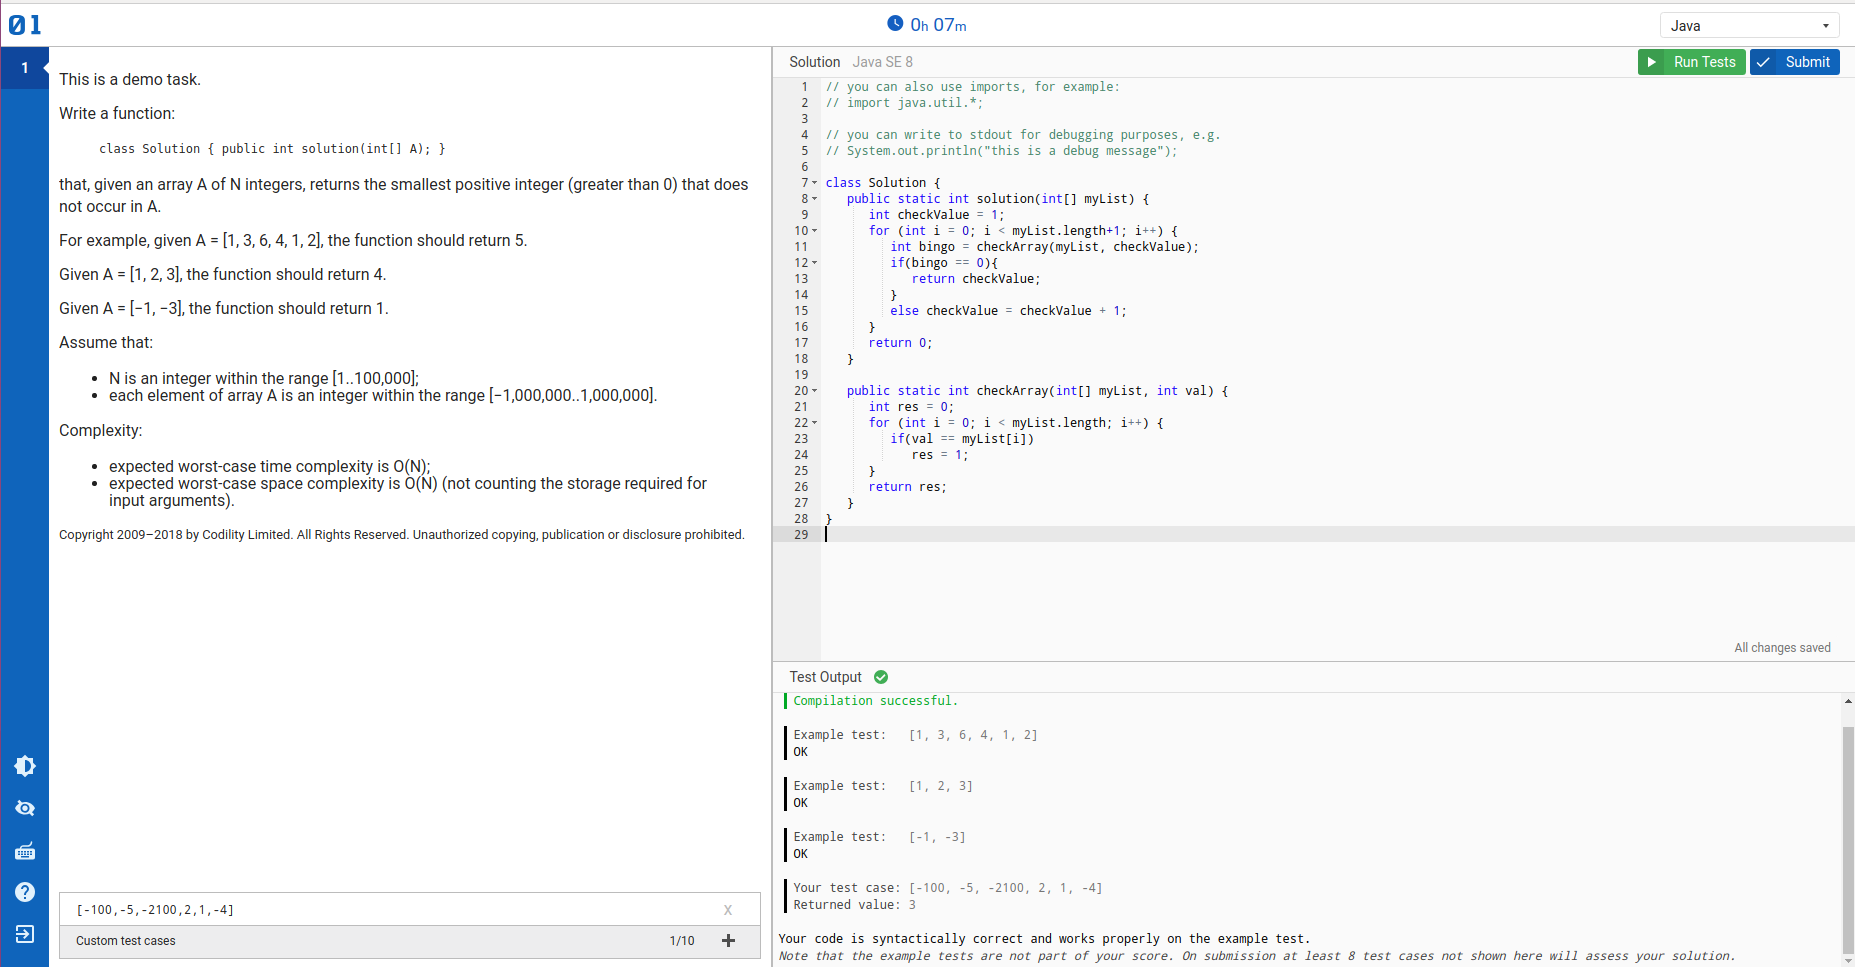 01
0h 07m
Java
1
This is a demo task.
Write a function:
class Solution { public int solution(int[] A); }
that, given an array A of N integers, returns the smallest positive integer (greater than 0) that does
not occur in A.
For example, given A = [1, 3, 6, 4, 1, 2], the function should return 5.
Given A = [1, 2, 3], the function should return 4.
Given A = [−1, −3], the function should return 1.
Assume that:
• N is an integer within the range [1..100,000];
• each element of array A is an integer within the range [−1,000,000..1,000,000].
Complexity:
• expected worst-case time complexity is O(N);
• expected worst-case space complexity is O(N) (not counting the storage required for
input arguments).
Copyright 2009–2018 by Codility Limited. All Rights Reserved. Unauthorized copying, publication or disclosure prohibited.
[-100,-5,-2100,2,1,-4]
X
Custom test cases
1/10
+
Solution Java SE 8
Run Tests
Submit
1 // you can also use imports, for example:
2 // import java.util.*;
3
4 // you can write to stdout for debugging purposes, e.g.
5 // System.out.println("this is a debug message");
6
7 class Solution {
8 public static int solution(int[] myList) {
9 int checkValue = 1;
10 for (int i = 0; i < myList.length+1; i++) {
11 int bingo = checkArray(myList, checkValue);
12 if(bingo == 0){
13 return checkValue;
14 }
15 else checkValue = checkValue + 1;
16 }
17 return 0;
18 }
19
20 public static int checkArray(int[] myList, int val) {
21 int res = 0;
22 for (int i = 0; i < myList.length; i++) {
23 if(val == myList[i])
24 res = 1;
25 }
26 return res;
27 }
28 }
29
All changes saved
Test Output
Compilation successful.
Example test: [1, 3, 6, 4, 1, 2]
OK
Example test: [1, 2, 3]
OK
Example test: [-1, -3]
OK
Your test case: [-100, -5, -2100, 2, 1, -4]
Returned value: 3
Your code is syntactically correct and works properly on the example test.
Note that the example tests are not part of your score. On submission at least 8 test cases not shown here will assess your solution.